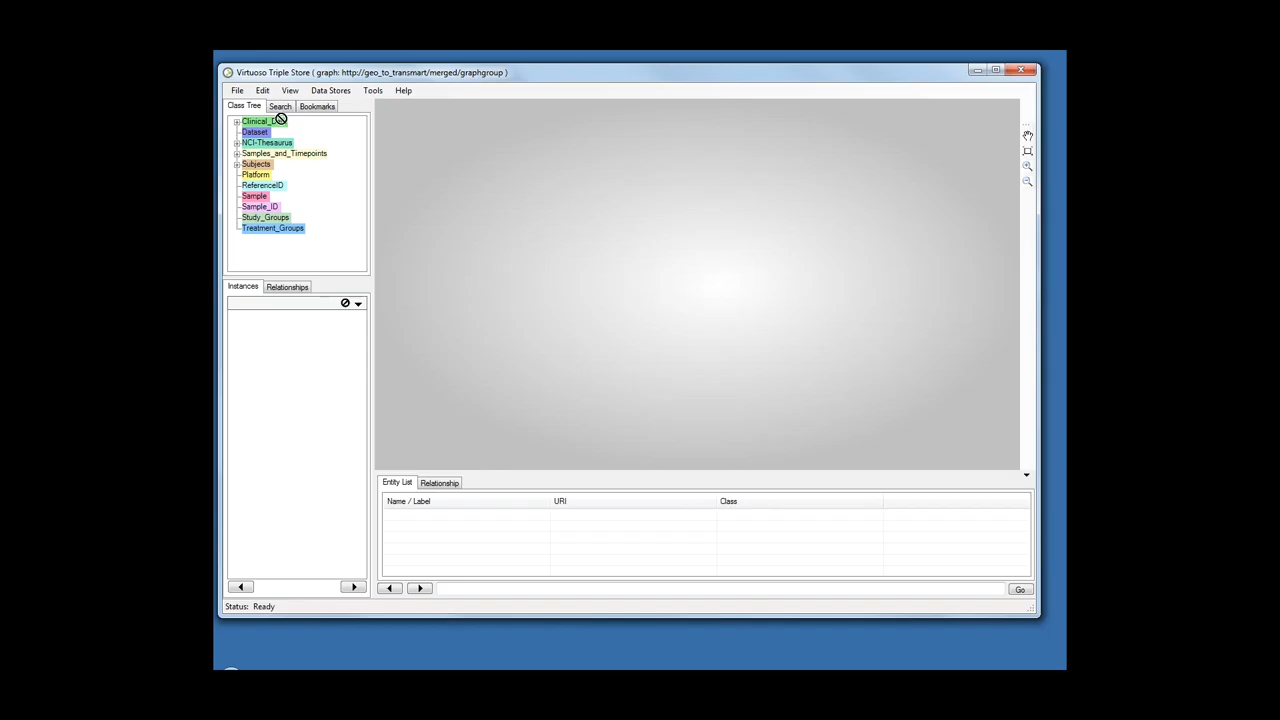 Virtuoso Triple Store ( graph: http://geo_to_transmart/merged/graphgroup )
File Edit View Data Stores Tools Help
Class Tree Search Bookmarks
Dataset
NCI-Thesaurus
Samples_and_Timepoints
Subjects
Platform
ReferenceID
Sample
Sample_ID
Study_Groups
Treatment_Groups
Instances Relationships
Entity List Relationship
Name / Label URI Class
Go
Status: Ready